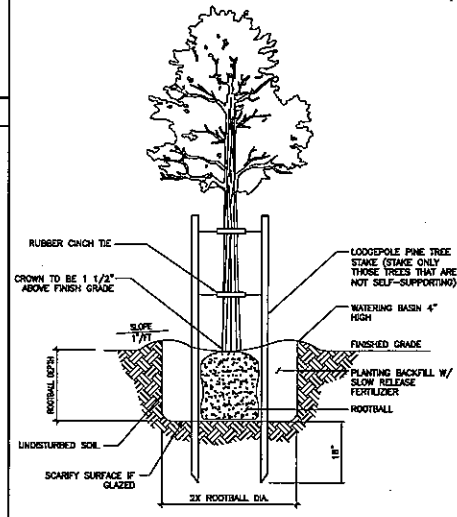 RUBBER CINCH TIE
CROWN TO BE 1 1/2"
ABOVE FINISH GRADE
SLOPE
1"/FT
ROOTBALL DEPTH
UNDISTURBED SOIL
SCARIFY SURFACE IF
GLAZED
2X ROOTBALL DIA.
LODGEPOLE PINE TREE
STAKE (STAKE ONLY
THOSE TREES THAT ARE
NOT SELF-SUPPORTING)
WATERING BASIN 4"
HIGH
FINISHED GRADE
PLANTING BACKFILL W/
SLOW RELEASE
FERTILIZER
ROOTBALL
18"